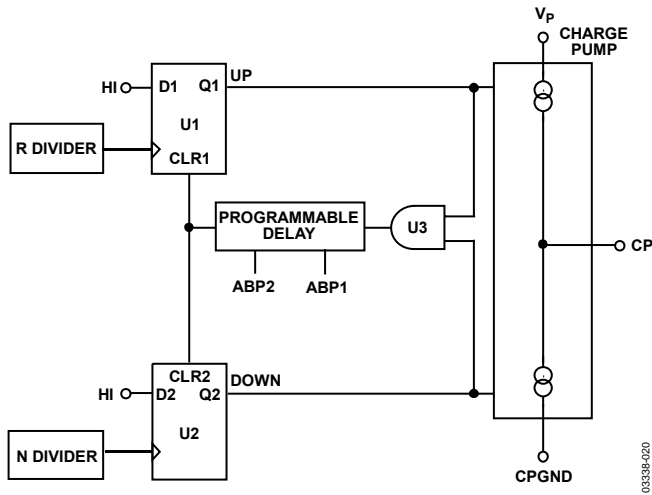 VP
CHARGE
PUMP
HI
D1
Q1
UP
U1
R DIVIDER
CLR1
PROGRAMMABLE
DELAY
U3
CP
ABP2
ABP1
CLR2
DOWN
HI
D2
Q2
U2
N DIVIDER
CPGND
03338-020